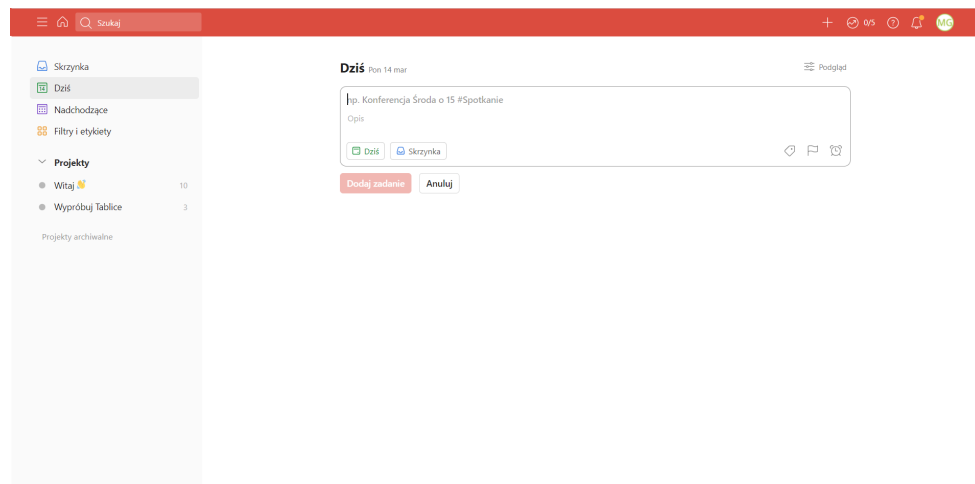 Szukaj
0/5
MG
Skrzynka
14 Dziś
Nadchodzące
Filtry i etykiety
Projekty
Witaj👋 10
Wypróbuj Tablice 3
Projekty archiwalne
Dziś Pon 14 mar
Podgląd
np. Konferencja Środa o 15 #Spotkanie
Opis
Dziś Skrzynka
Dodaj zadanie Anuluj